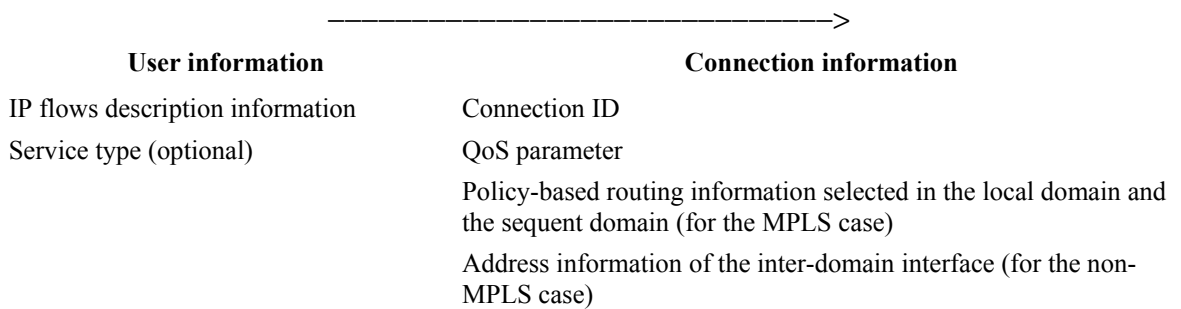 User information
Connection information
IP flows description information
Connection ID
Service type (optional)
QoS parameter
Policy-based routing information selected in the local domain and
the sequent domain (for the MPLS case)
Address information of the inter-domain interface (for the non-
MPLS case)